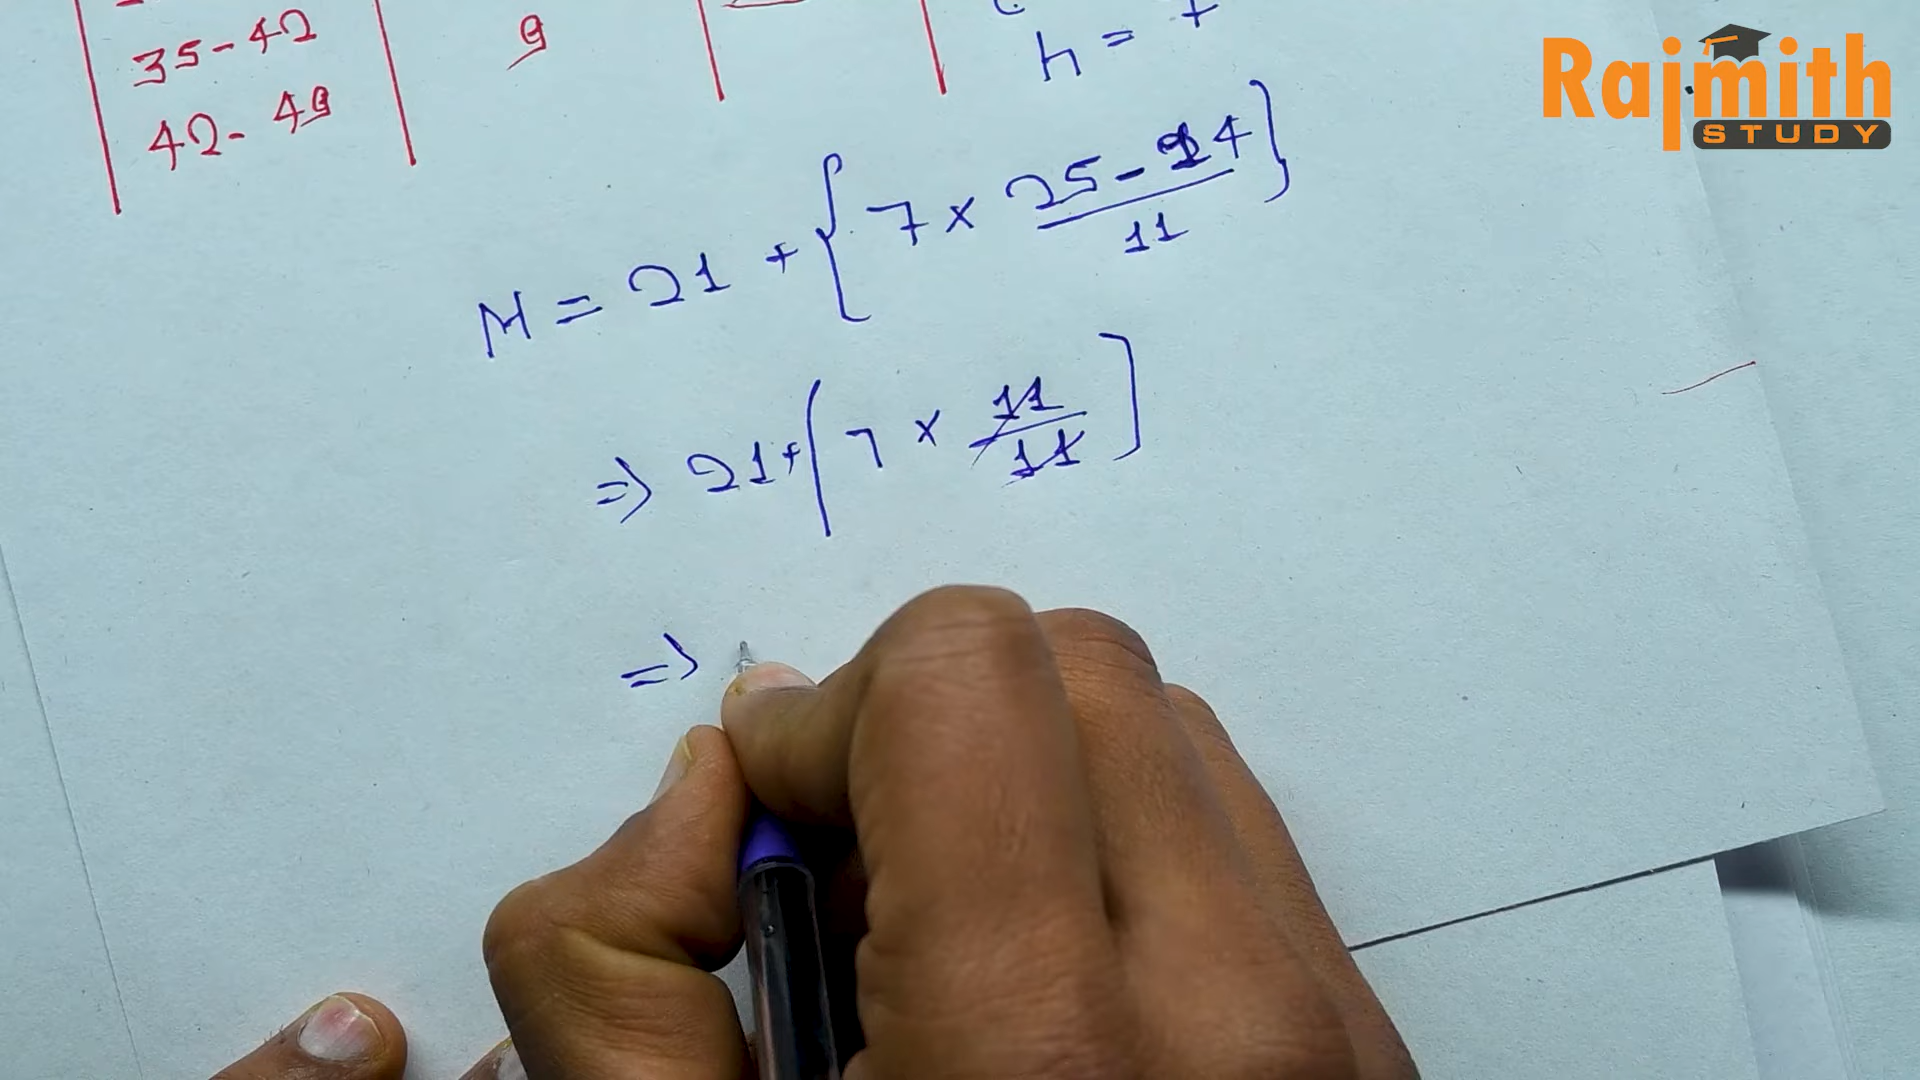 35-42 9
h = 7
42-49
M = 21 + { 7 × 25-14 / 11 }
⇒ 21+ [ 7 × 11/11 ]
⇒
Rajmith
STUDY